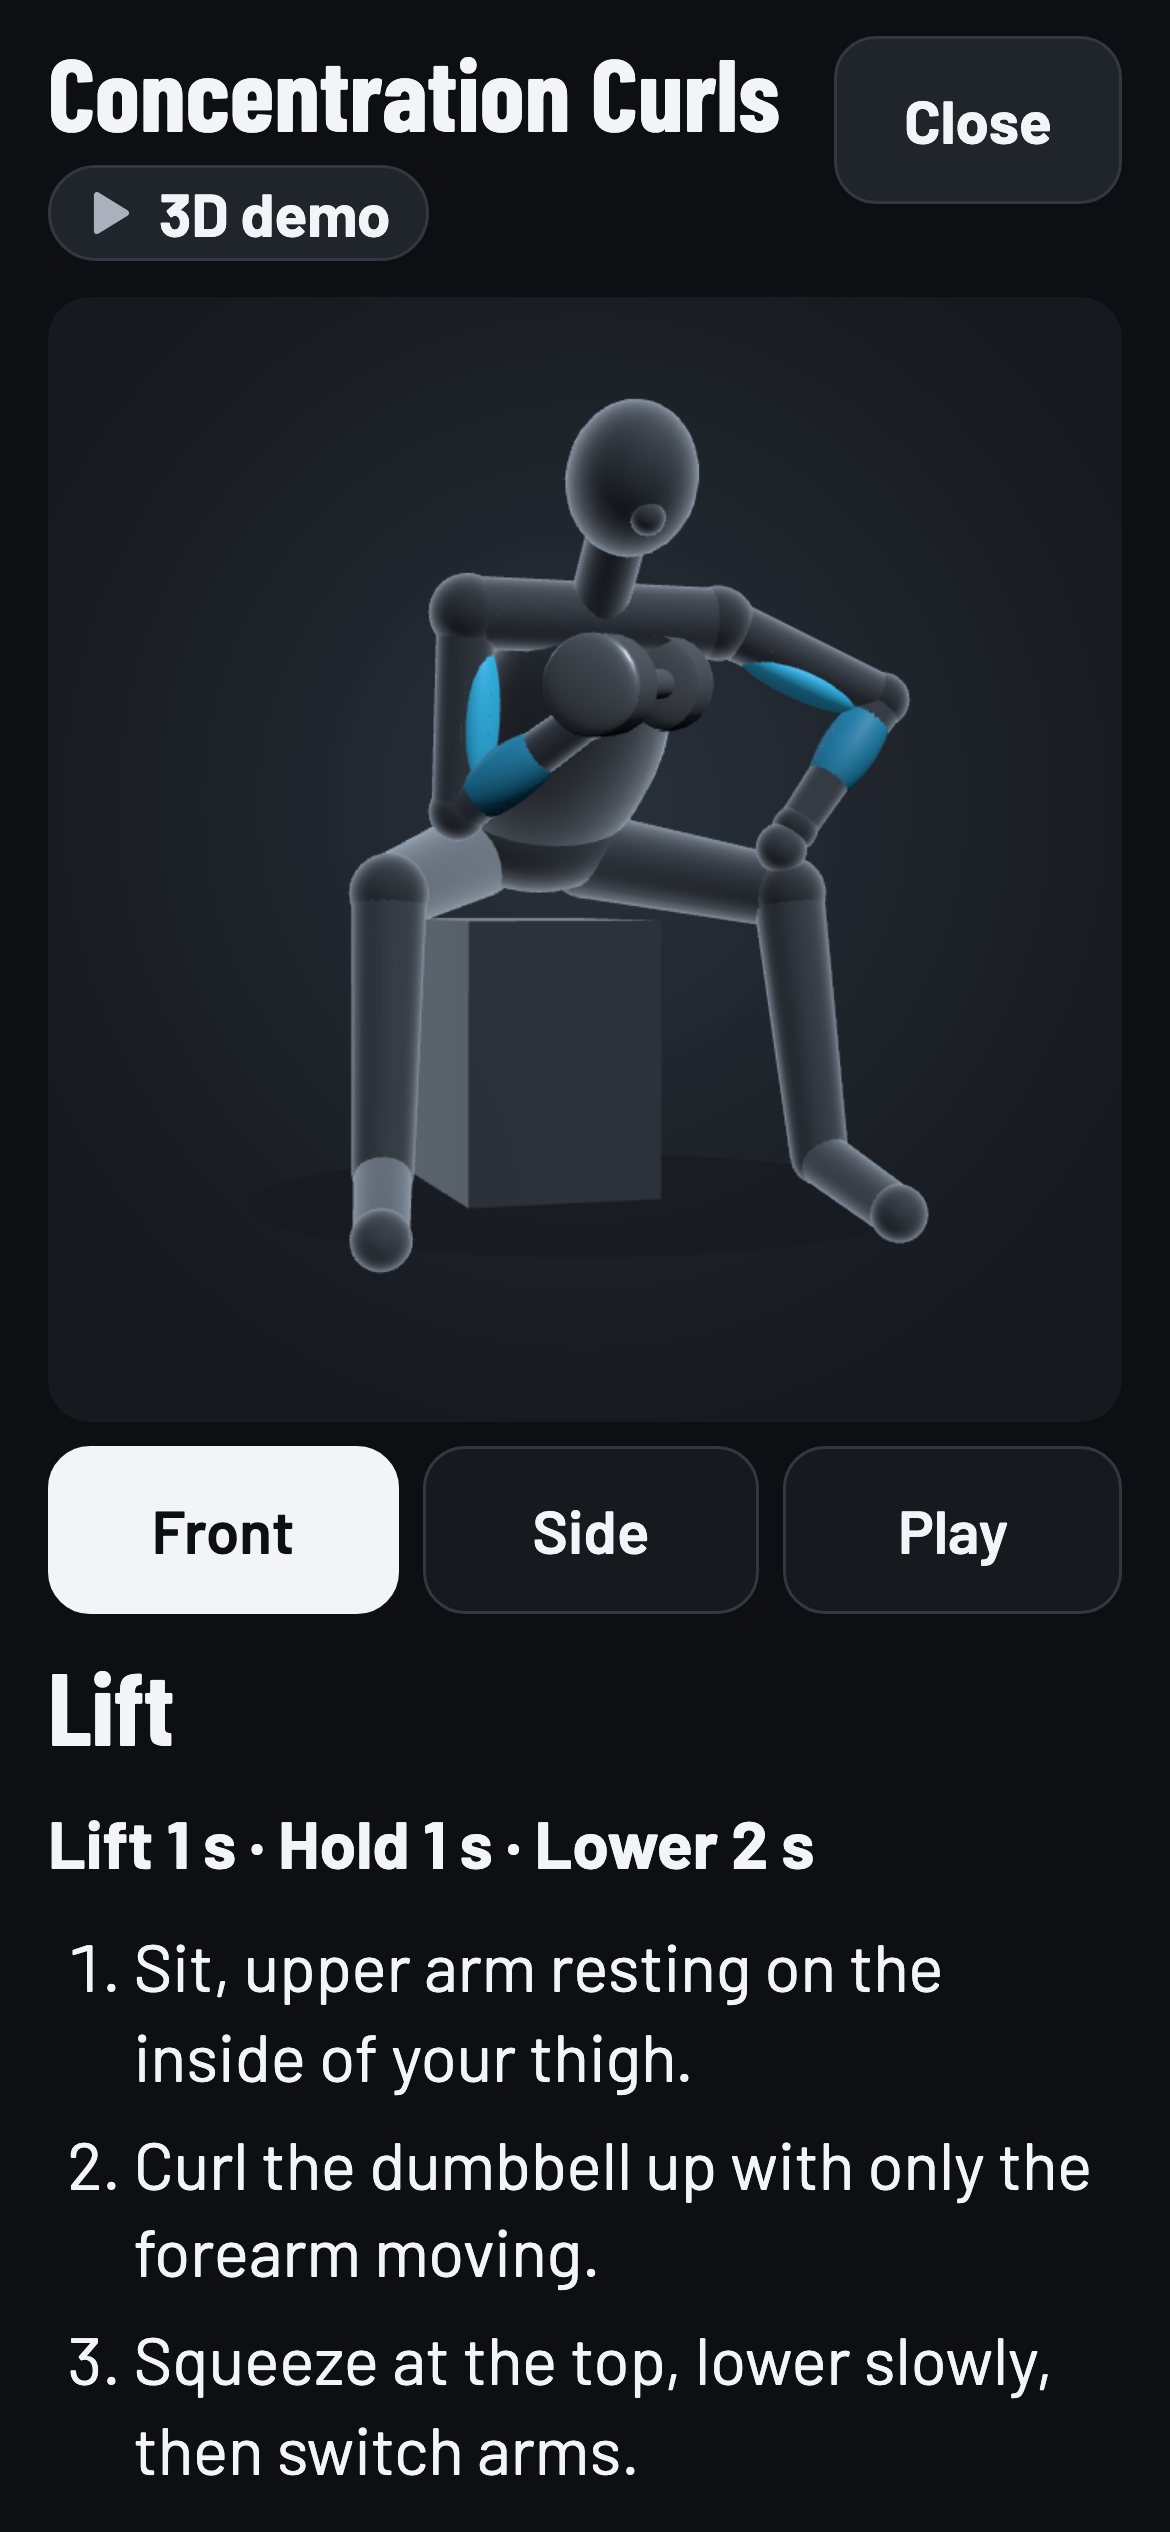 Concentration Curls
Close
3D demo
Front
Side
Play
Lift
Lift 1 s · Hold 1 s · Lower 2 s
1. Sit, upper arm resting on the
inside of your thigh.
2. Curl the dumbbell up with only the
forearm moving.
3. Squeeze at the top, lower slowly,
then switch arms.